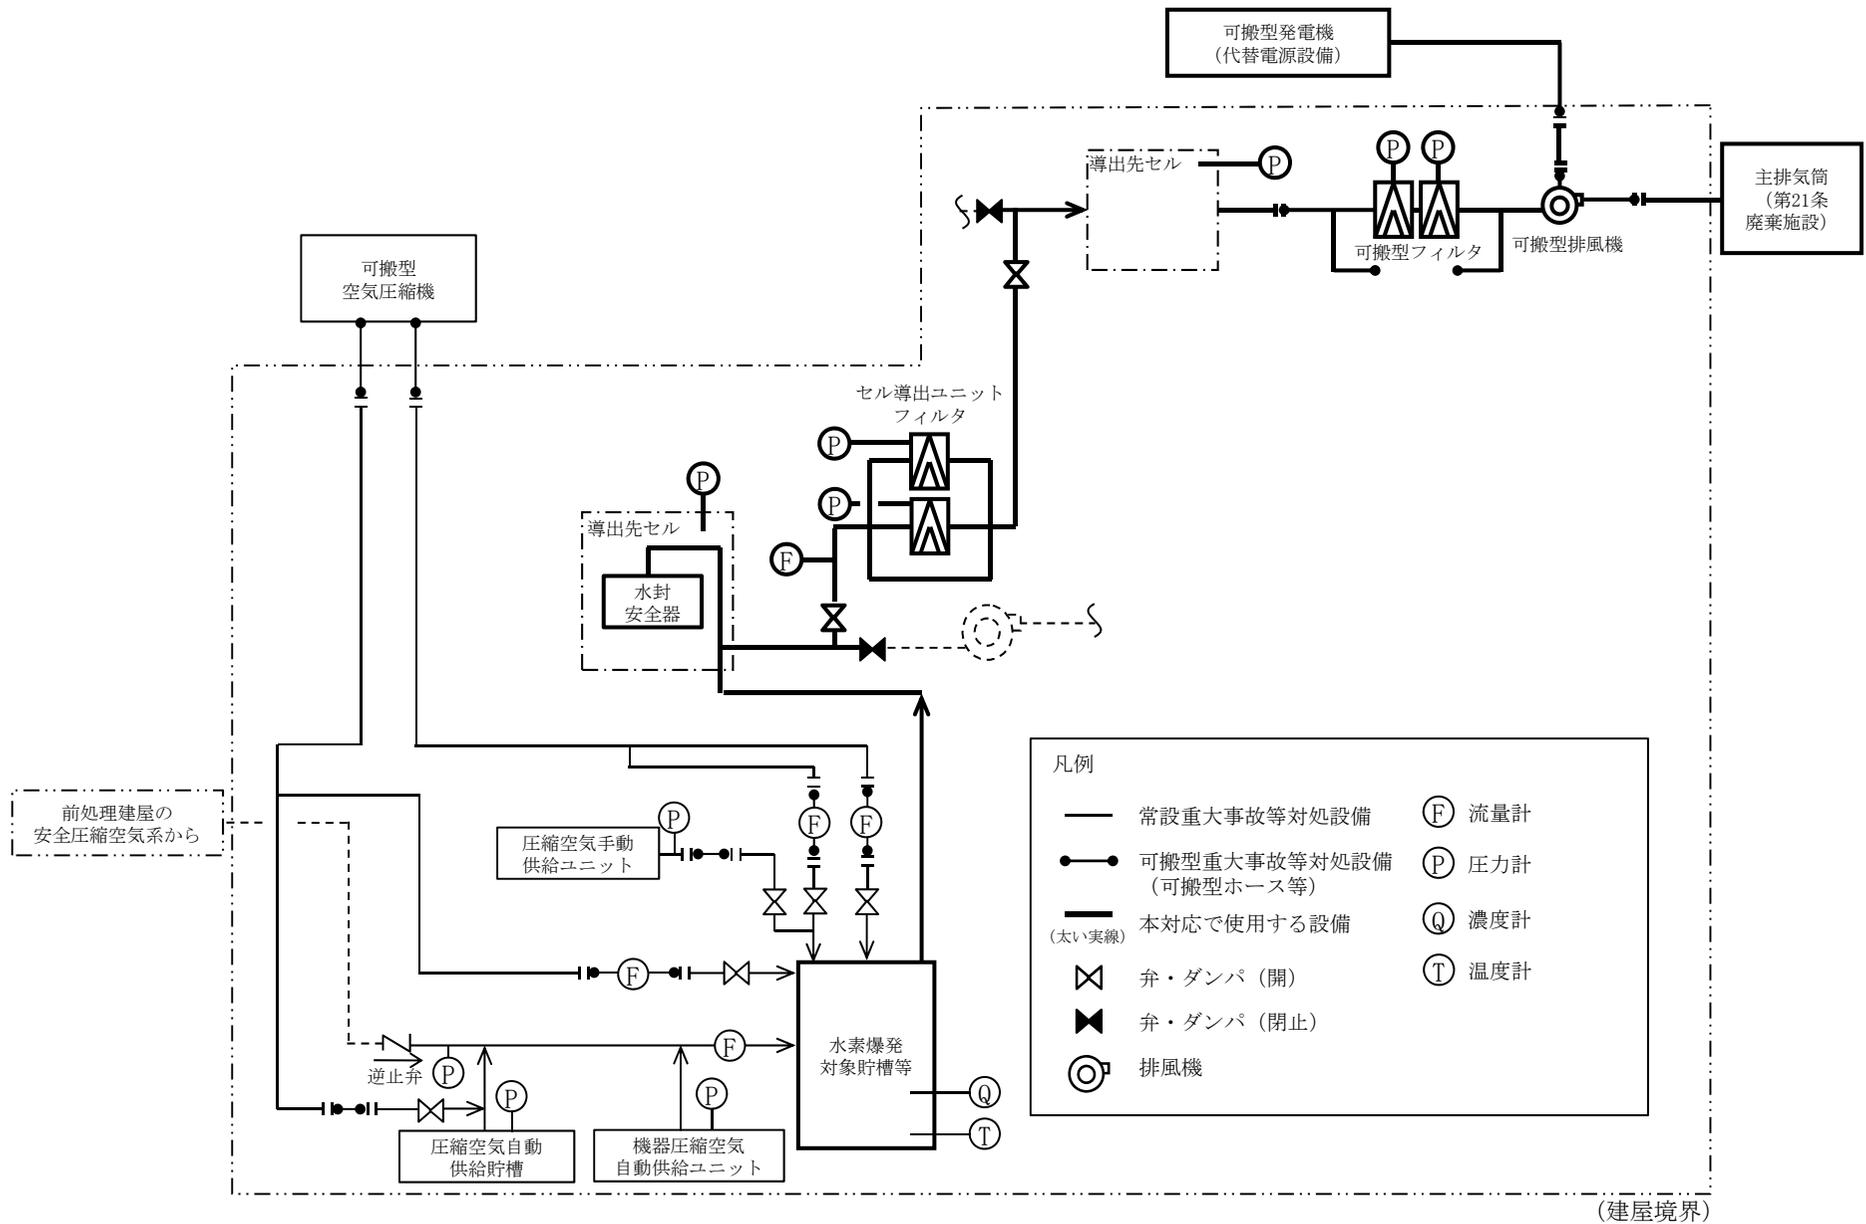 可搬型発電機
（代替電源設備）
導出先セル
P
P
P
主排気筒
（第21条
廃棄施設）
可搬型フィルタ
可搬型排風機
可搬型
空気圧縮機
セル導出ユニット
フィルタ
P
P
P
導出先セル
F
水封
安全器
前処理建屋の
安全圧縮空気系から
圧縮空気手動
供給ユニット
P
F
F
F
F
逆止弁
P
P
P
圧縮空気自動
供給貯槽
機器圧縮空気
自動供給ユニット
水素爆発
対象貯槽等
Q
T
凡例
常設重大事故等対処設備
可搬型重大事故等対処設備
（可搬型ホース等）
本対応で使用する設備
（太い実線）
弁・ダンパ（開）
弁・ダンパ（閉止）
排風機
F 流量計
P 圧力計
Q 濃度計
T 温度計
（建屋境界）